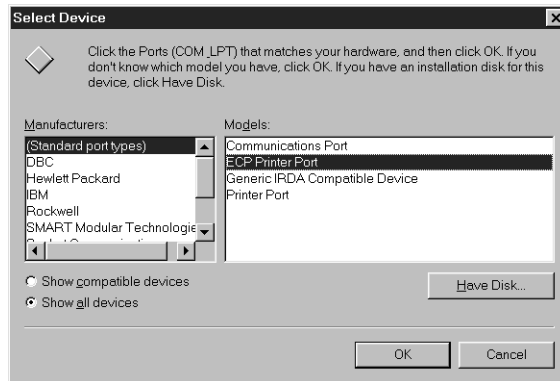 Select Device
Click the Ports (COM_LPT) that matches your hardware, and then click OK. If you
don't know which model you have, click OK. If you have an installation disk for this
device, click Have Disk.
Manufacturers:
(Standard port types)
DBC
Hewlett Packard
IBM
Rockwell
SMART Modular Technologie
Models:
Communications Port
ECP Printer Port
Generic IRDA Compatible Device
Printer Port
Show compatible devices
Show all devices
Have Disk...
OK
Cancel